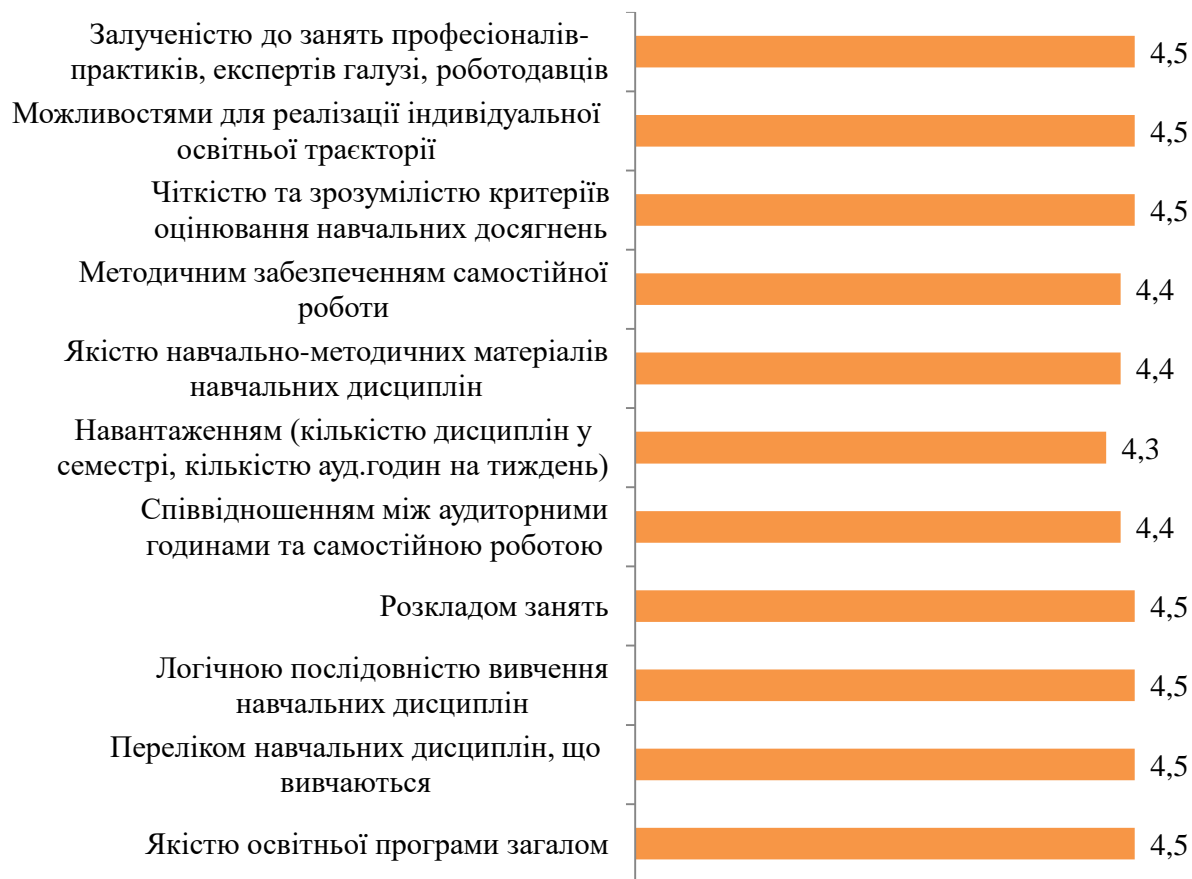 Залученістю до занять професіоналів-
практиків, експертів галузі, роботодавців
4,5
Можливостями для реалізації індивідуальної
освітньої траєкторії
4,5
Чіткістю та зрозумілістю критеріїв
оцінювання навчальних досягнень
4,5
Методичним забезпеченням самостійної
роботи
4,4
Якістю навчально-методичних матеріалів
навчальних дисциплін
4,4
Навантаженням (кількістю дисциплін у
семестрі, кількістю ауд.годин на тиждень)
4,3
Співвідношенням між аудиторними
годинами та самостійною роботою
4,4
Розкладом занять
4,5
Логічною послідовністю вивчення
навчальних дисциплін
4,5
Переліком навчальних дисциплін, що
вивчаються
4,5
Якістю освітньої програми загалом
4,5